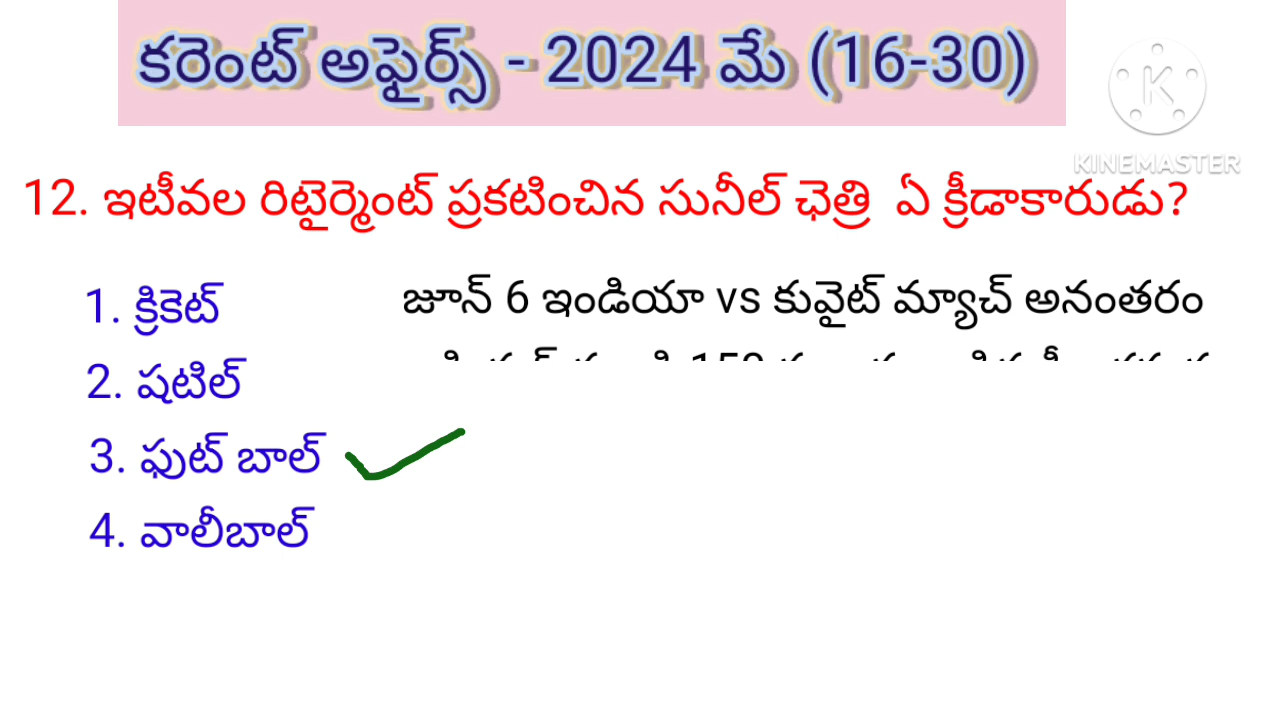 కరెంట్ అఫైర్స్ - 2024 మే (16-30)
KINEMASTER
12. ఇటీవల రిటైర్మెంట్ ప్రకటించిన సునీల్ ఛెత్రి ఏ క్రీడాకారుడు?
1. క్రికెట్
జూన్ 6 ఇండియా vs కువైట్ మ్యాచ్ అనంతరం
2. షటిల్
3. ఫుట్ బాల్
4. వాలీబాల్